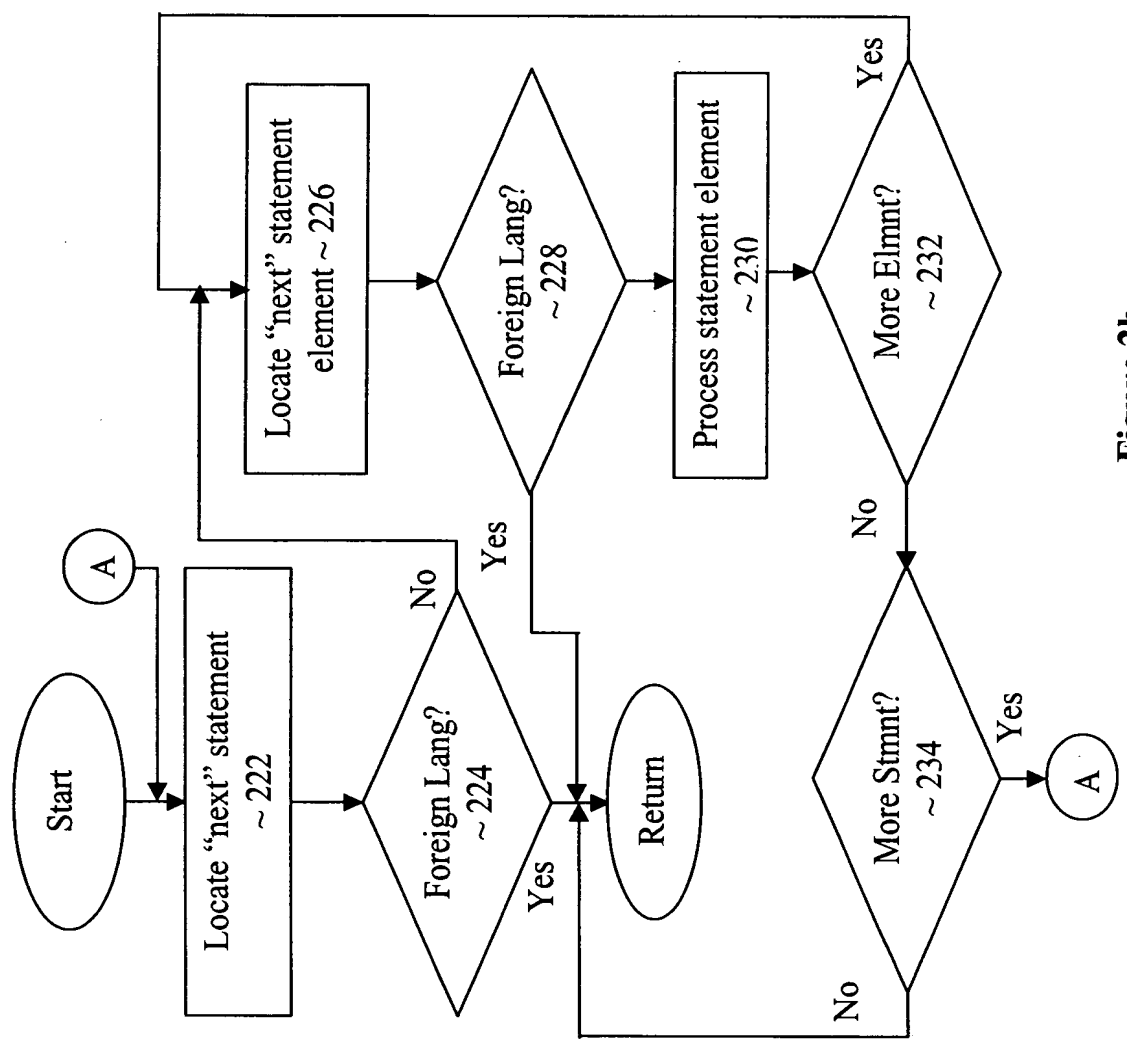 Start
A
Locate “next” statement
~ 222
Foreign Lang?
~ 224
No
Yes
Return
Locate “next” statement
element ~ 226
Foreign Lang?
~ 228
Yes
Process statement element
~ 230
More Elmnt?
~ 232
Yes
No
More Stmnt?
~ 234
No
Yes
A